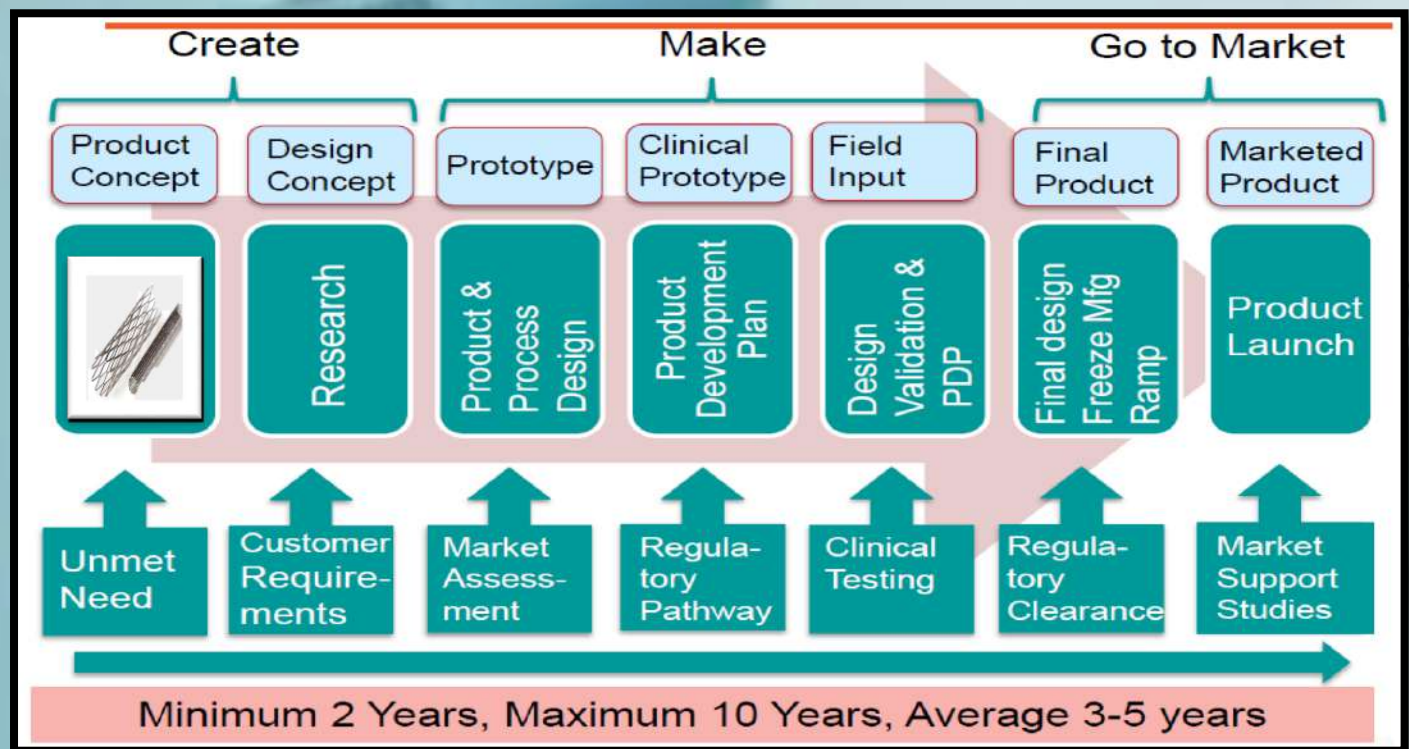 Create
Make
Go to Market
Product
Concept
Design
Concept
Prototype
Clinical
Prototype
Field
Input
Final
Product
Marketed
Product
Research
Product &
Process
Design
Product
Development
Plan
Design
Validation &
PDP
Final design
Freeze Mfg
Ramp
Product
Launch
Unmet
Need
Customer
Require-
ments
Market
Assess-
ment
Regula-
tory
Pathway
Clinical
Testing
Regula-
tory
Clearance
Market
Support
Studies
Minimum 2 Years, Maximum 10 Years, Average 3-5 years